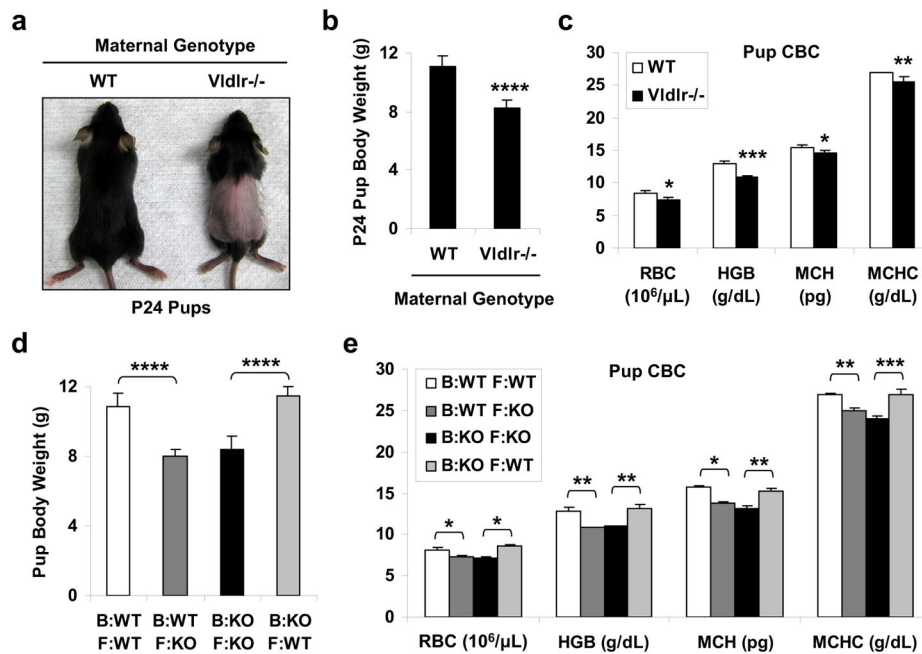 a
Maternal Genotype
WT Vldlr-/-
P24 Pups
b
P24 Pup Body Weight (g)
12
8
4
0
****
WT Vldlr-/-
Maternal Genotype
c
Pup CBC
30
25
20
15
10
5
0
WT
Vldlr-/-
* *** * **
RBC HGB MCH MCHC
(10⁶/µL) (g/dL) (pg) (g/dL)
d
Pup Body Weight (g)
12
8
4
0
**** ****
B:WT B:WT B:KO B:KO
F:WT F:KO F:KO F:WT
e
Pup CBC
30
25
20
15
10
5
0
B:WT F:WT
B:WT F:KO
B:KO F:KO
B:KO F:WT
* * ** ** * ** ** ***
RBC (10⁶/µL) HGB (g/dL) MCH (pg) MCHC (g/dL)